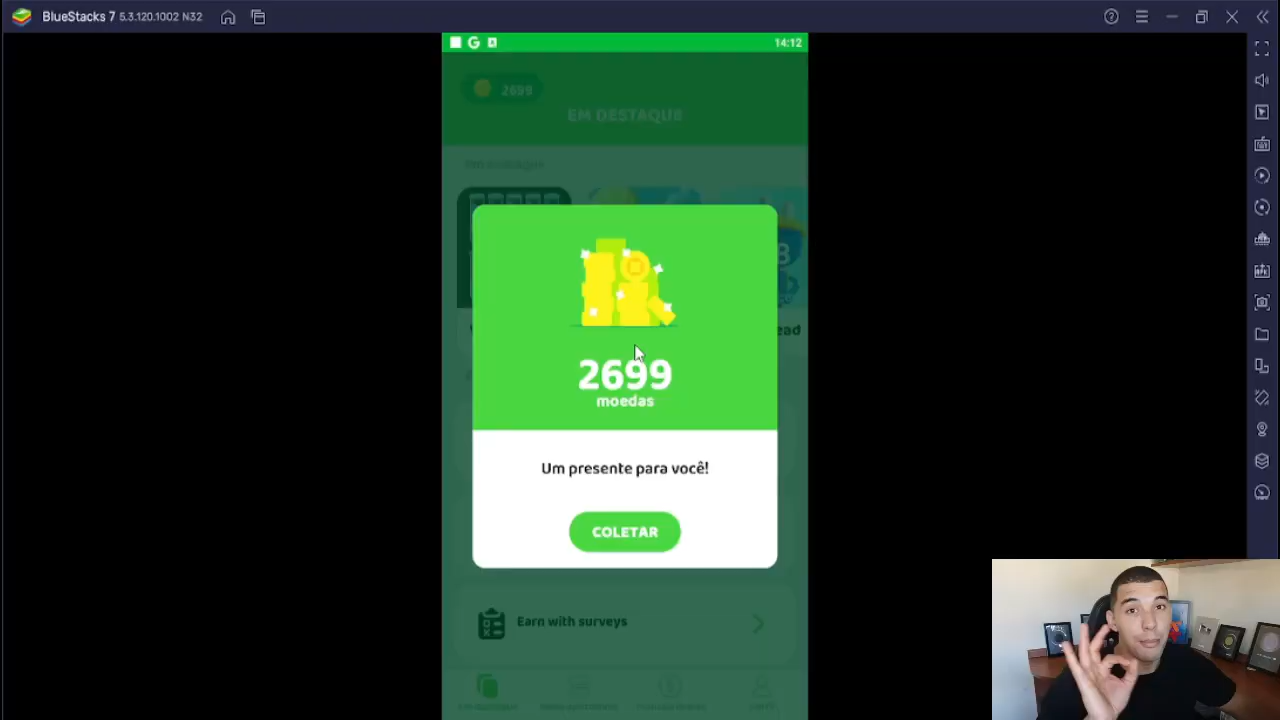 BlueStacks 7 5.3.120.1002 N32
14:12
2699
EM DESTAQUE
2699
moedas
Um presente para você!
COLETAR
Earn with surveys